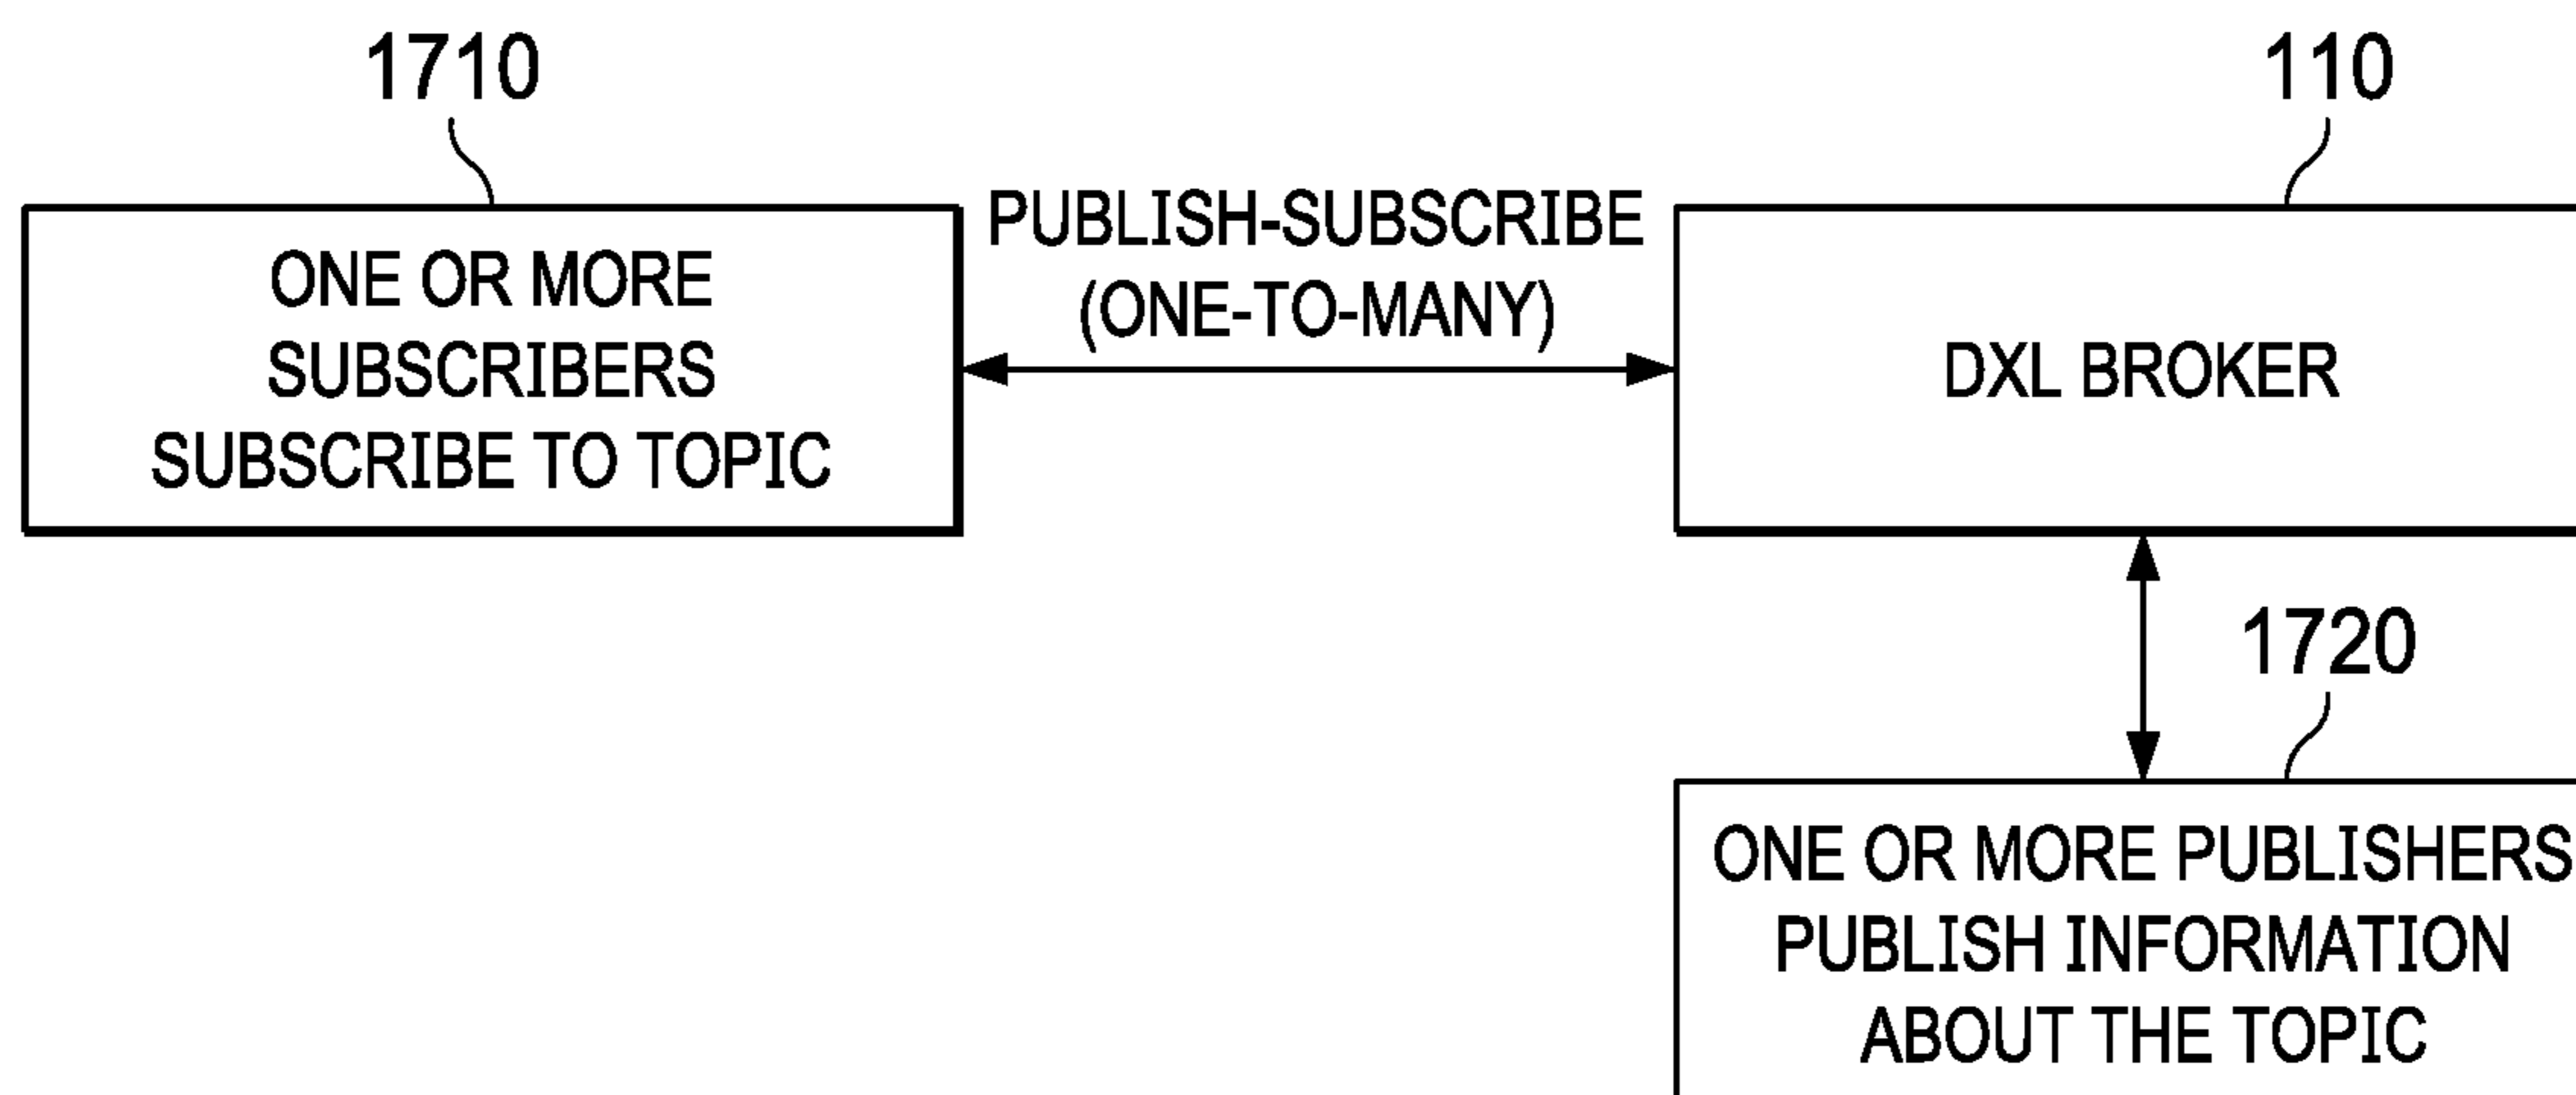 1710
110
ONE OR MORE
SUBSCRIBERS
SUBSCRIBE TO TOPIC
PUBLISH-SUBSCRIBE
(ONE-TO-MANY)
DXL BROKER
1720
ONE OR MORE PUBLISHERS
PUBLISH INFORMATION
ABOUT THE TOPIC